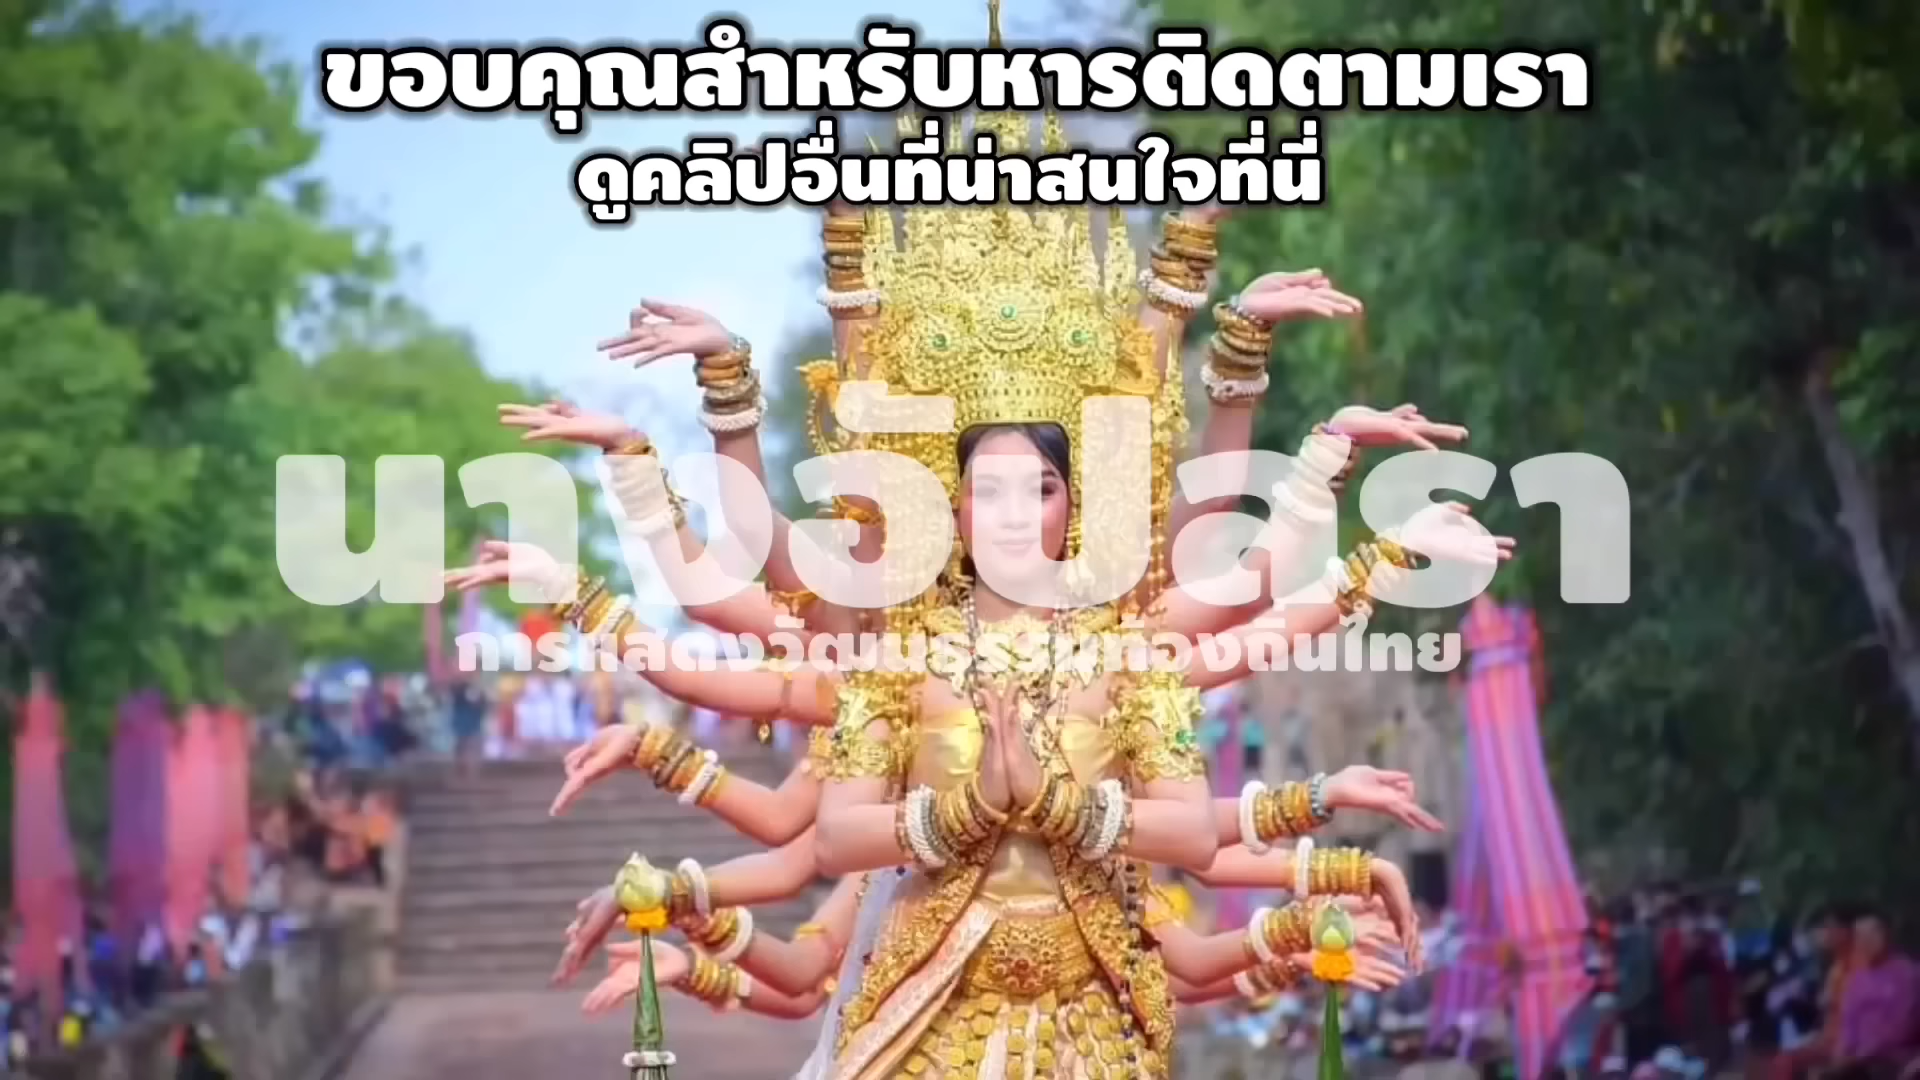 ขอบคุณสำหรับหารติดตามเรา
ดูคลิปอื่นที่น่าสนใจที่นี่
นางอัปสรา
การแสดงวัฒนธรรมท้องถิ่นไทย